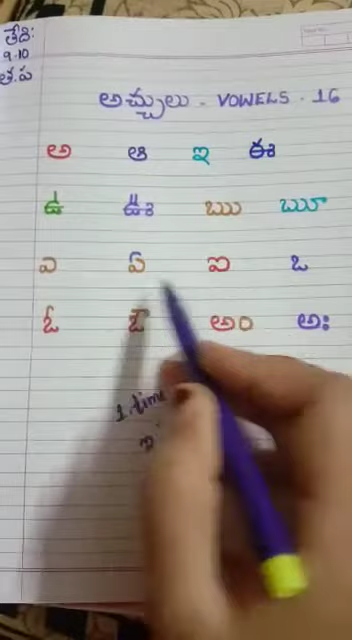 తేది:
9.10
త.ప
అచ్చులు - VOWELS - 16
అ ఆ ఇ ఈ
ఉ ఊ ఋ ౠ
ఎ ఏ ఐ ఒ
ఓ ఔ అం అః
1. time